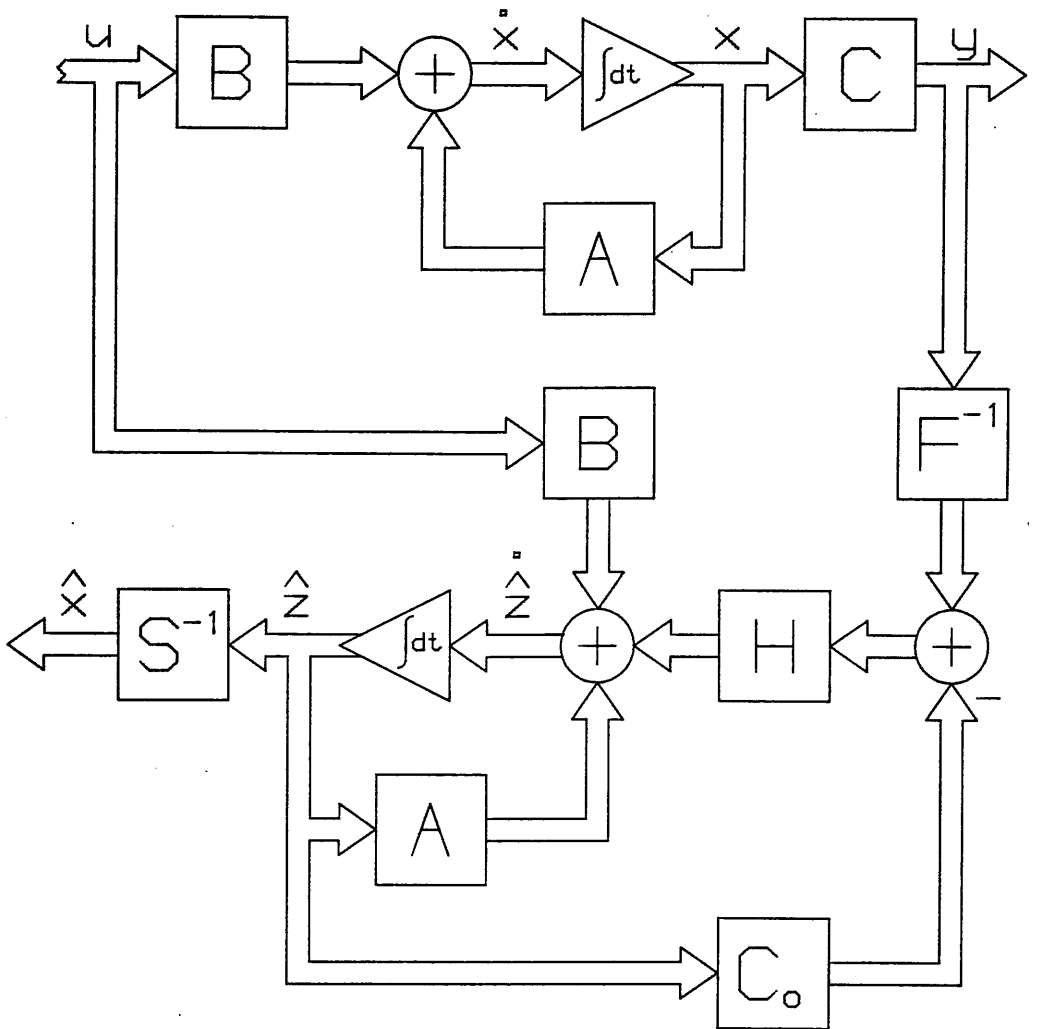 u B + ẋ ∫dt x C y
A
B F⁻¹
x̂ S⁻¹ ẑ ∫dt ẑ̇ + H +
-
A
C₀